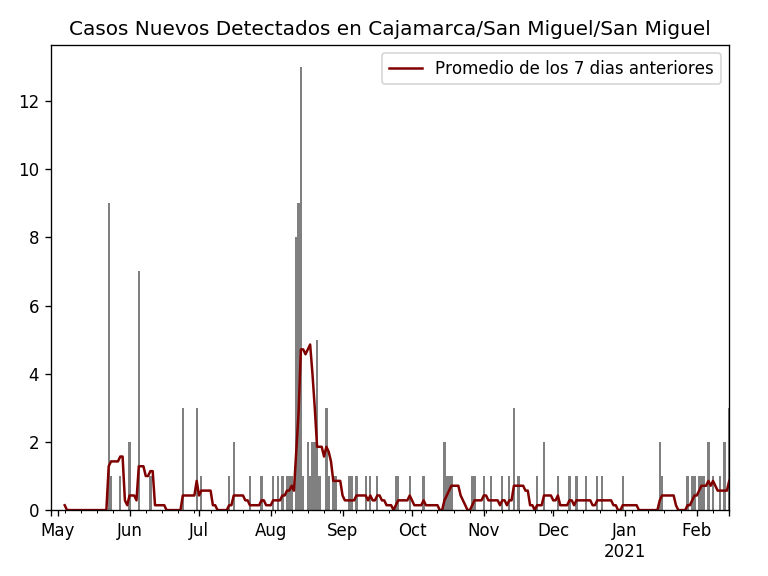 Casos Nuevos Detectados en Cajamarca/San Miguel/San Miguel
Promedio de los 7 dias anteriores
12
10
8
6
4
2
0
May Jun Jul Aug Sep Oct Nov Dec Jan Feb
2021